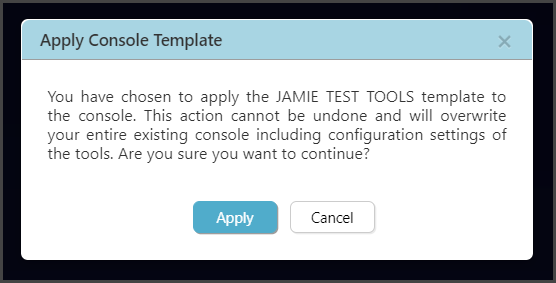 Apply Console Template
You have chosen to apply the JAMIE TEST TOOLS template to
the console. This action cannot be undone and will overwrite
your entire existing console including configuration settings of
the tools. Are you sure you want to continue?
Apply
Cancel